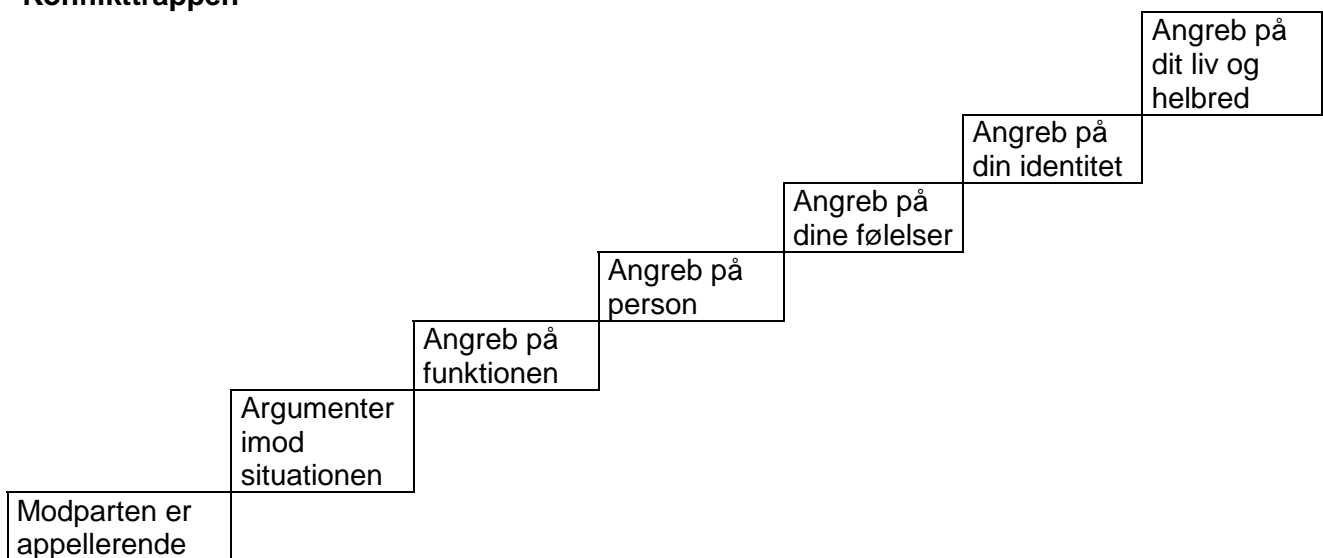 Angreb på
dit liv og
helbred
Angreb på
din identitet
Angreb på
dine følelser
Angreb på
person
Angreb på
funktionen
Argumenter
imod
situationen
Modparten er
appellerende